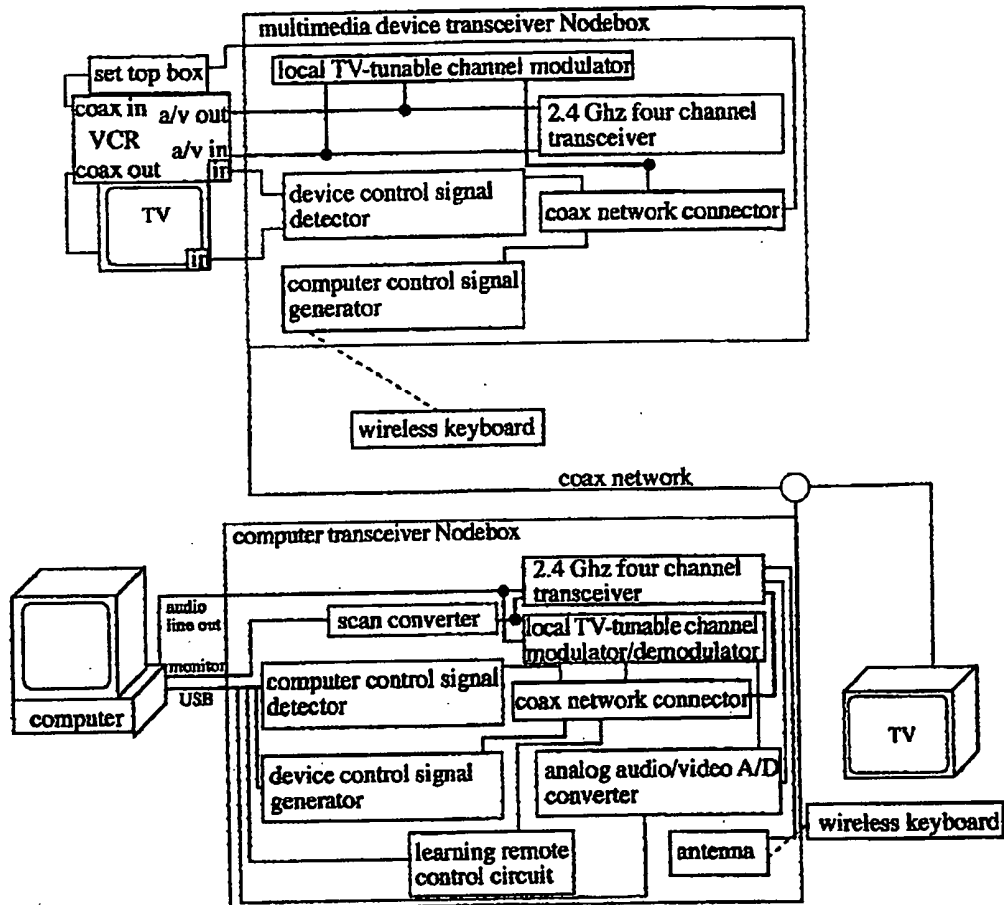 multimedia device transceiver Nodebox
set top box
local TV-tunable channel modulator
coax in
a/v out
VCR
a/v in
coax out
ir
2.4 Ghz four channel
transceiver
TV
ir
device control signal
detector
coax network connector
computer control signal
generator
wireless keyboard
coax network
computer transceiver Nodebox
2.4 Ghz four channel
transceiver
audio
line out
scan converter
local TV-tunable channel
modulator/demodulator
monitor
USB
computer
computer control signal
detector
coax network connector
TV
device control signal
generator
analog audio/video A/D
converter
wireless keyboard
learning remote
control circuit
antenna